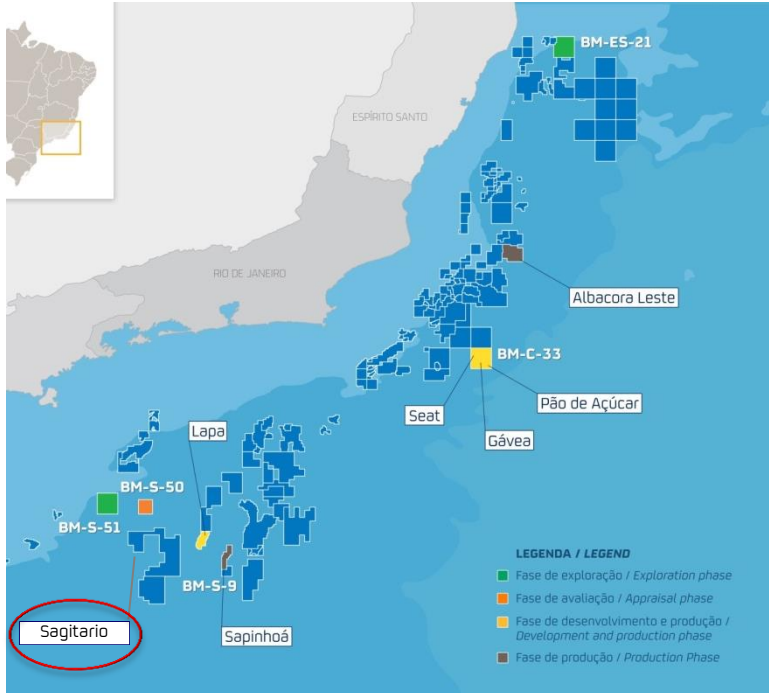 BM-ES-21
ESPÍRITO SANTO
RIO DE JANEIRO
Albacora Leste
BM-C-33
Pão de Açúcar
Seat
Gávea
Lapa
BM-S-50
BM-S-51
BM-S-9
Sagitario
Sapinhoá
LEGENDA / LEGEND
Fase de exploração / Exploration phase
Fase de avaliação / Appraisal phase
Fase de desenvolvimento e produção /
Development and production phase
Fase de produção / Production Phase